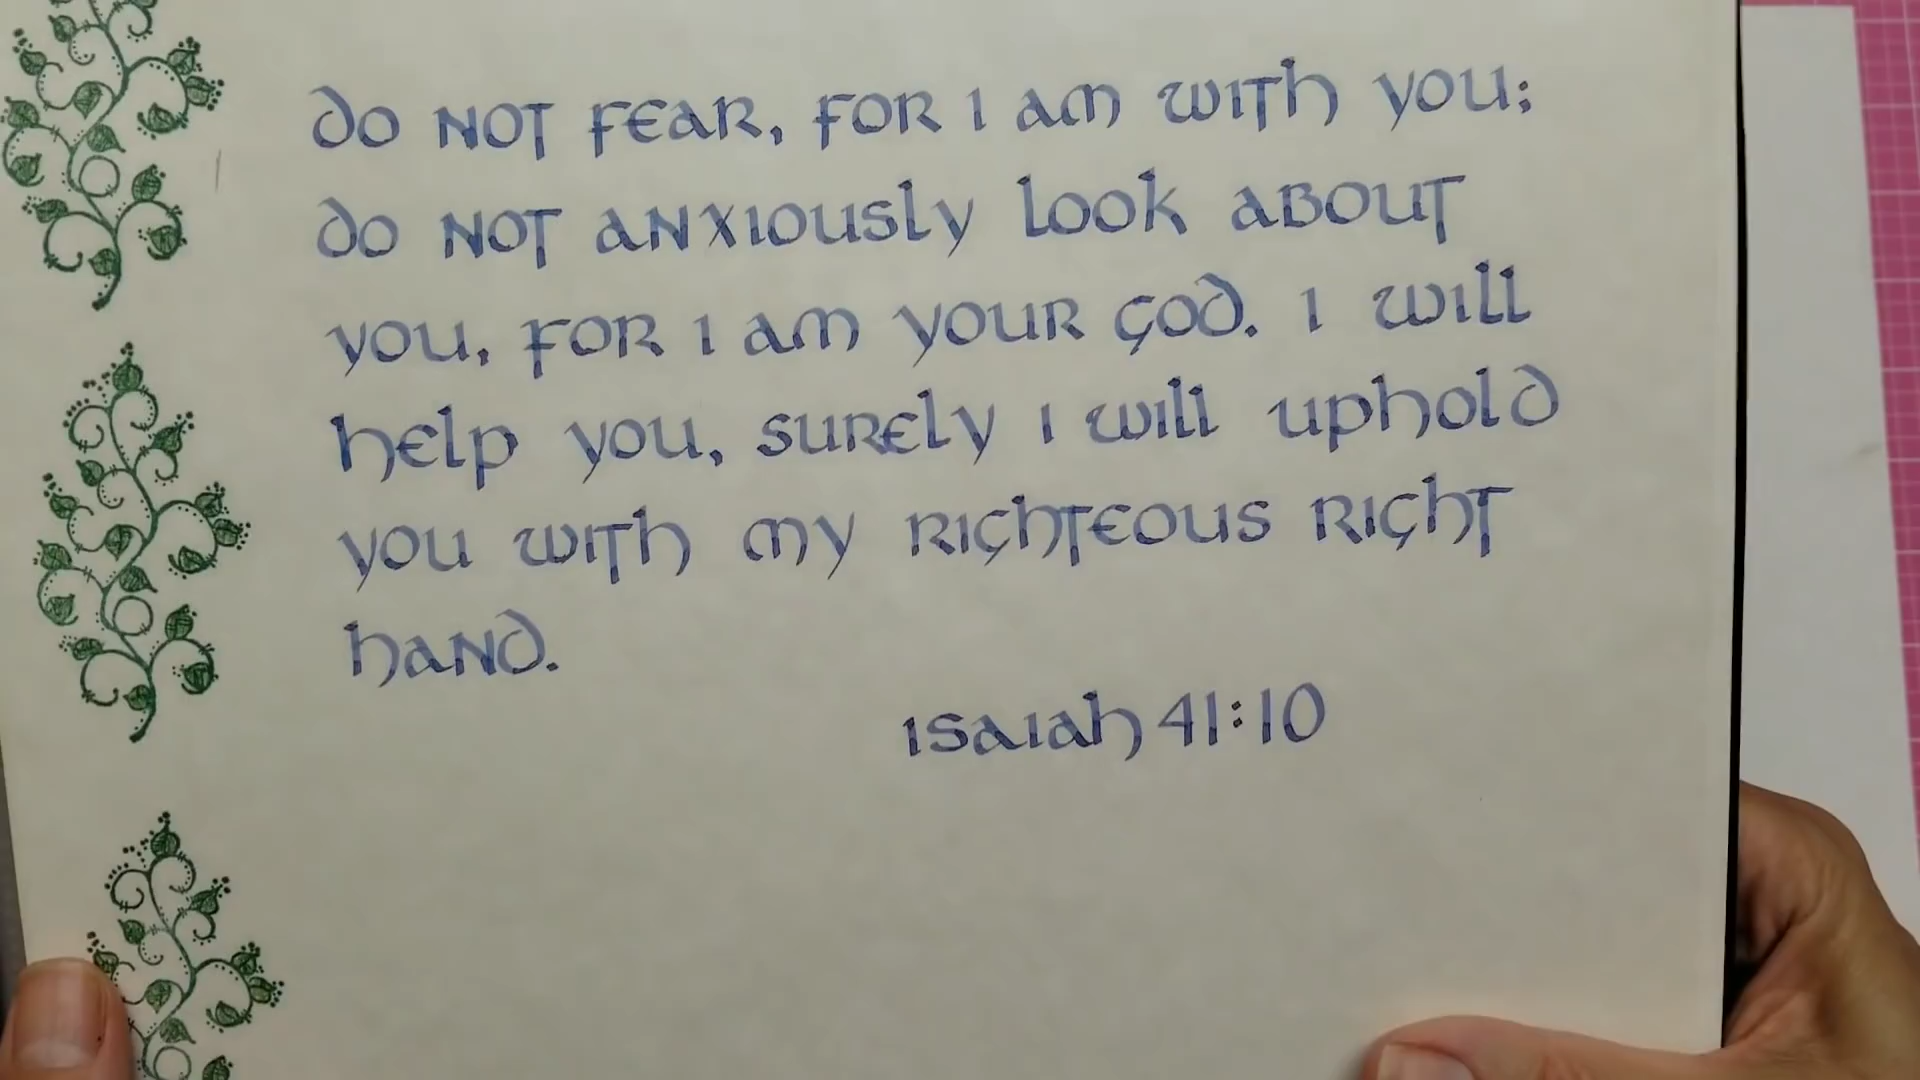 do not fear, for I am with you;
do not anxiously look about
you, for I am your God. I will
help you, surely I will uphold
you with my righteous right
hand.
Isaiah 41:10